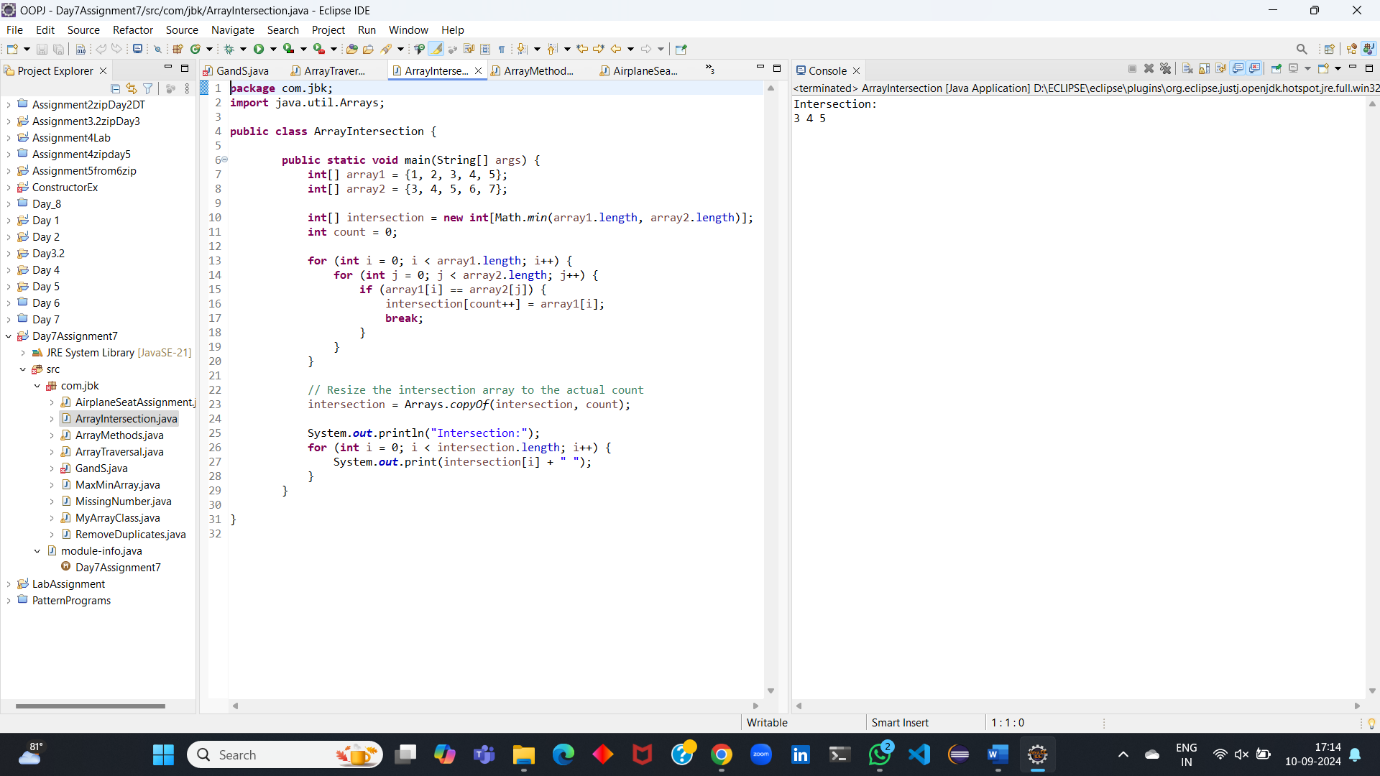 OOPJ - Day7Assignment7/src/com/jbk/ArrayIntersection.java - Eclipse IDE
File Edit Source Refactor Source Navigate Search Project Run Window Help
Project Explorer
Assignment2zipDay2DT
Assignment3.2zipDay3
Assignment4Lab
Assignment4zipday5
Assignment5from6zip
ConstructorEx
Day_8
Day 1
Day 2
Day3.2
Day 4
Day 5
Day 6
Day 7
Day7Assignment7
JRE System Library [JavaSE-21]
src
com.jbk
AirplaneSeatAssignment.j
ArrayIntersection.java
ArrayMethods.java
ArrayTraversal.java
GandS.java
MaxMinArray.java
MissingNumber.java
MyArrayClass.java
RemoveDuplicates.java
module-info.java
Day7Assignment7
LabAssignment
PatternPrograms
GandS.java ArrayTraver... ArrayInterse... ArrayMethod... AirplaneSea... »3
1 package com.jbk;
2 import java.util.Arrays;
3
4 public class ArrayIntersection {
5
6 public static void main(String[] args) {
7 int[] array1 = {1, 2, 3, 4, 5};
8 int[] array2 = {3, 4, 5, 6, 7};
9
10 int[] intersection = new int[Math.min(array1.length, array2.length)];
11 int count = 0;
12
13 for (int i = 0; i < array1.length; i++) {
14 for (int j = 0; j < array2.length; j++) {
15 if (array1[i] == array2[j]) {
16 intersection[count++] = array1[i];
17 break;
18 }
19 }
20 }
21
22 // Resize the intersection array to the actual count
23 intersection = Arrays.copyOf(intersection, count);
24
25 System.out.println("Intersection:");
26 for (int i = 0; i < intersection.length; i++) {
27 System.out.print(intersection[i] + " ");
28 }
29 }
30
31 }
32
Console
<terminated> ArrayIntersection [Java Application] D:\ECLIPSE\eclipse\plugins\org.eclipse.justj.openjdk.hotspot.jre.full.win32
Intersection:
3 4 5
Writable Smart Insert 1 : 1 : 0
81°
Search
zoom
2
ENG
IN
17:14
10-09-2024